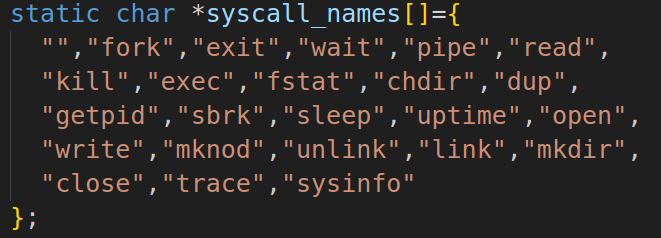 static char *syscall_names[]={
"","fork","exit","wait","pipe","read",
"kill","exec","fstat","chdir","dup",
"getpid","sbrk","sleep","uptime","open",
"write","mknod","unlink","link","mkdir",
"close","trace","sysinfo"
};